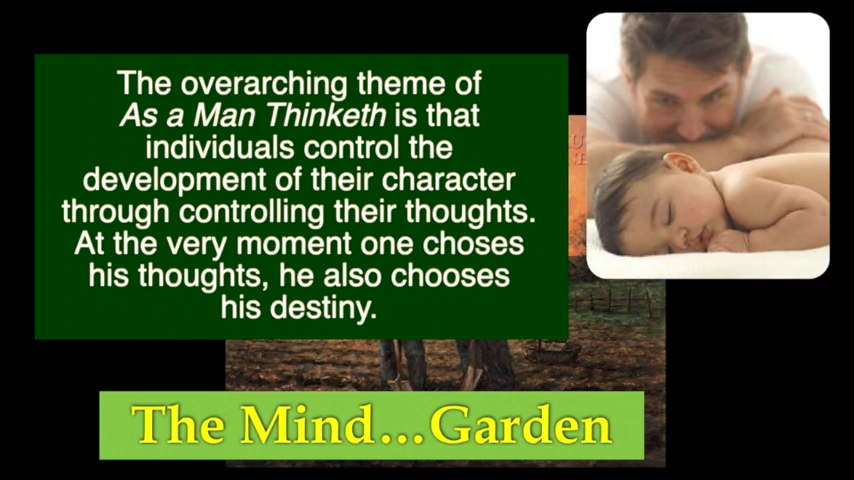 The overarching theme of
As a Man Thinketh is that
individuals control the
development of their character
through controlling their thoughts.
At the very moment one choses
his thoughts, he also chooses
his destiny.
The Mind...Garden